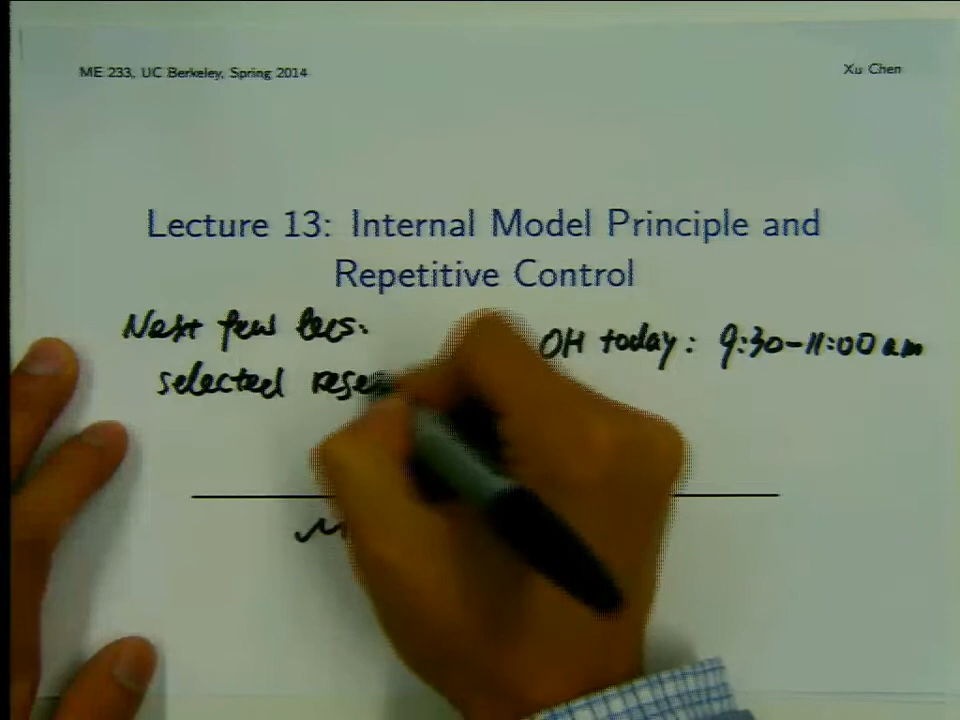 ME 233, UC Berkeley, Spring 2014
Xu Chen
Lecture 13: Internal Model Principle and
Repetitive Control
Next few lecs:
OH today: 9:30-11:00 am
selected